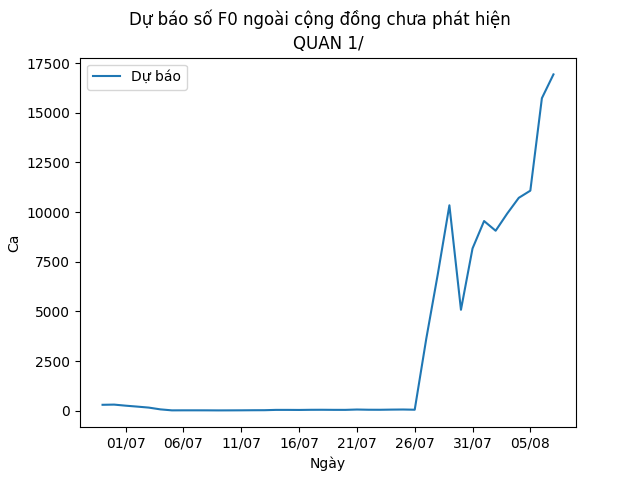 Dự báo số F0 ngoài cộng đồng chưa phát hiện
QUAN 1/
Dự báo
17500
15000
12500
10000
7500
5000
2500
0
Ca
01/07 06/07 11/07 16/07 21/07 26/07 31/07 05/08
Ngày